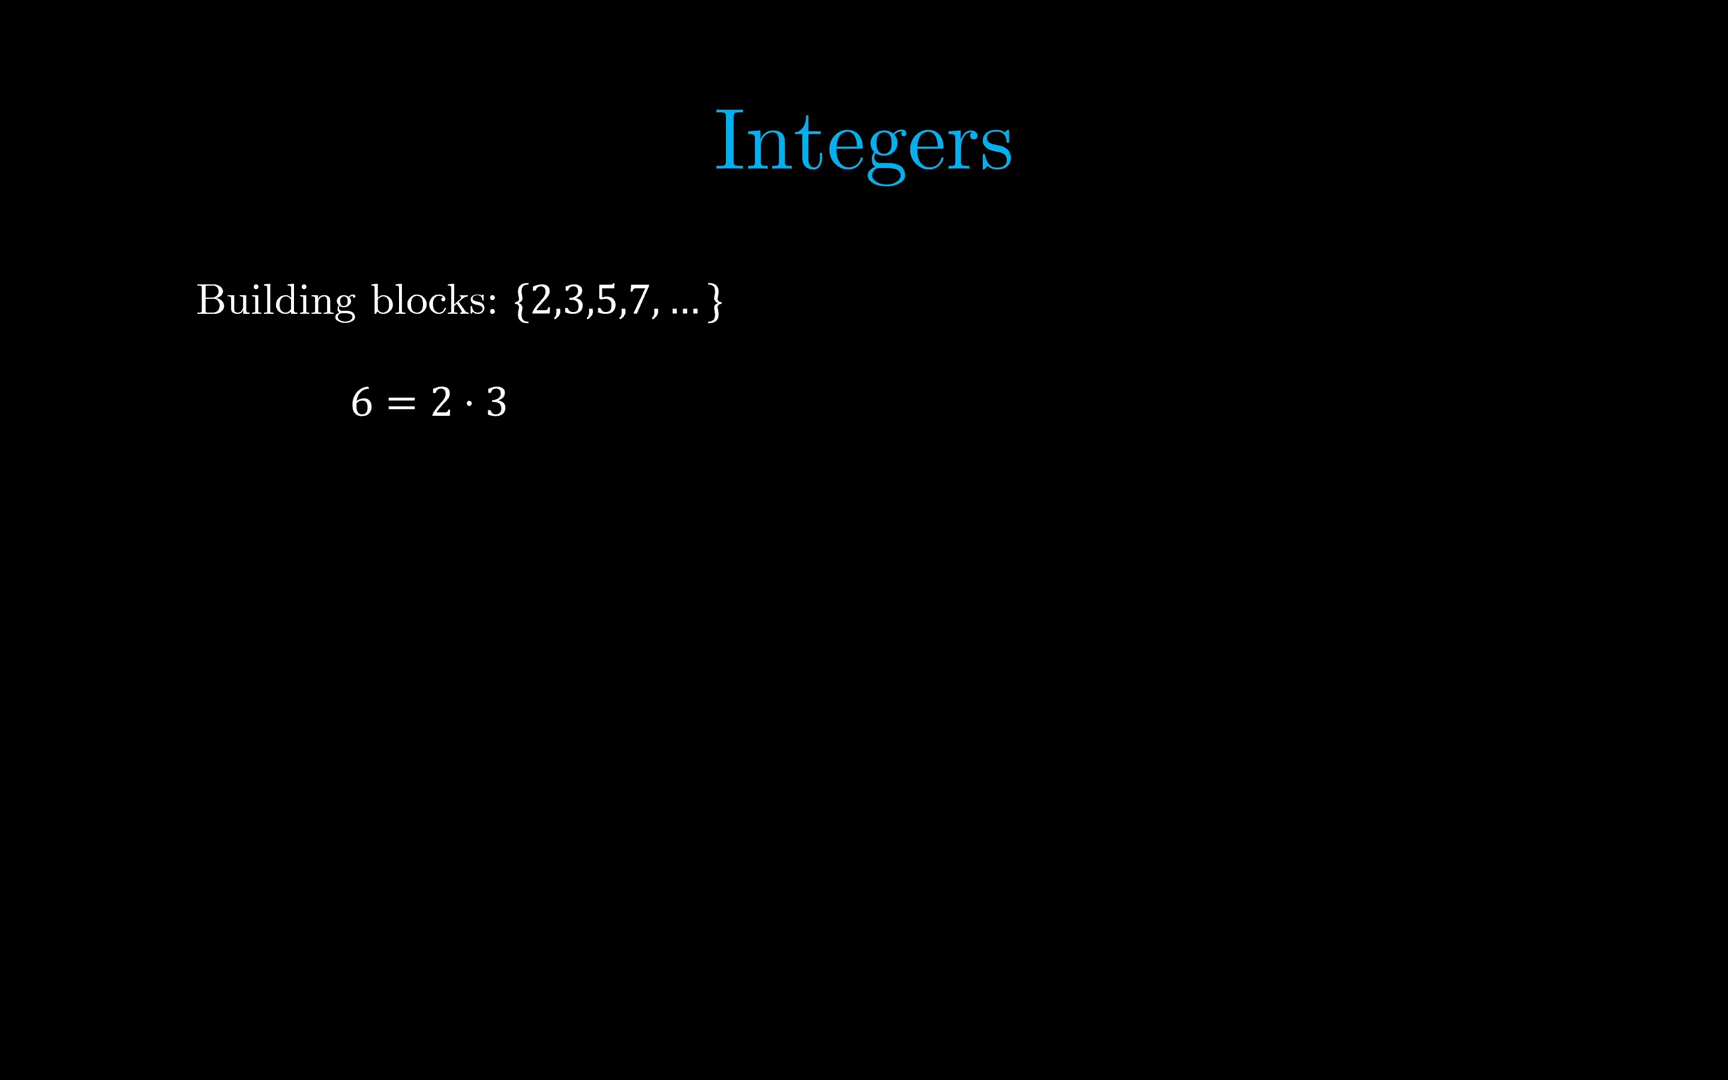 Integers
Building blocks: {2,3,5,7, … }
6 = 2 · 3